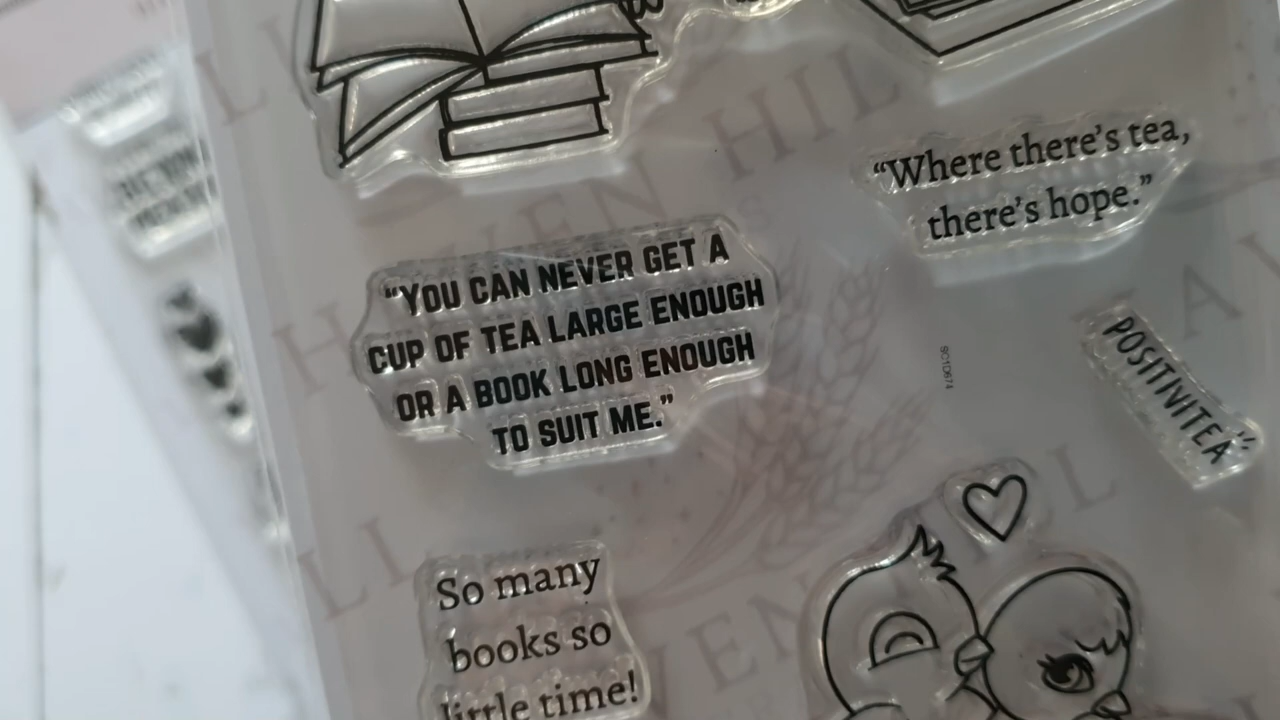 “Where there’s tea,
there’s hope.”
“YOU CAN NEVER GET A
CUP OF TEA LARGE ENOUGH
OR A BOOK LONG ENOUGH
TO SUIT ME.”
POSITIVITEA
So many
books so
little time!